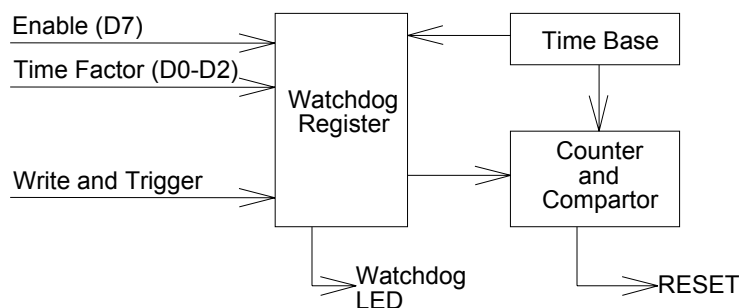 Enable (D7)
Time Base
Time Factor (D0-D2)
Watchdog
Register
Counter
and
Compartor
Write and Trigger
Watchdog
LED
RESET